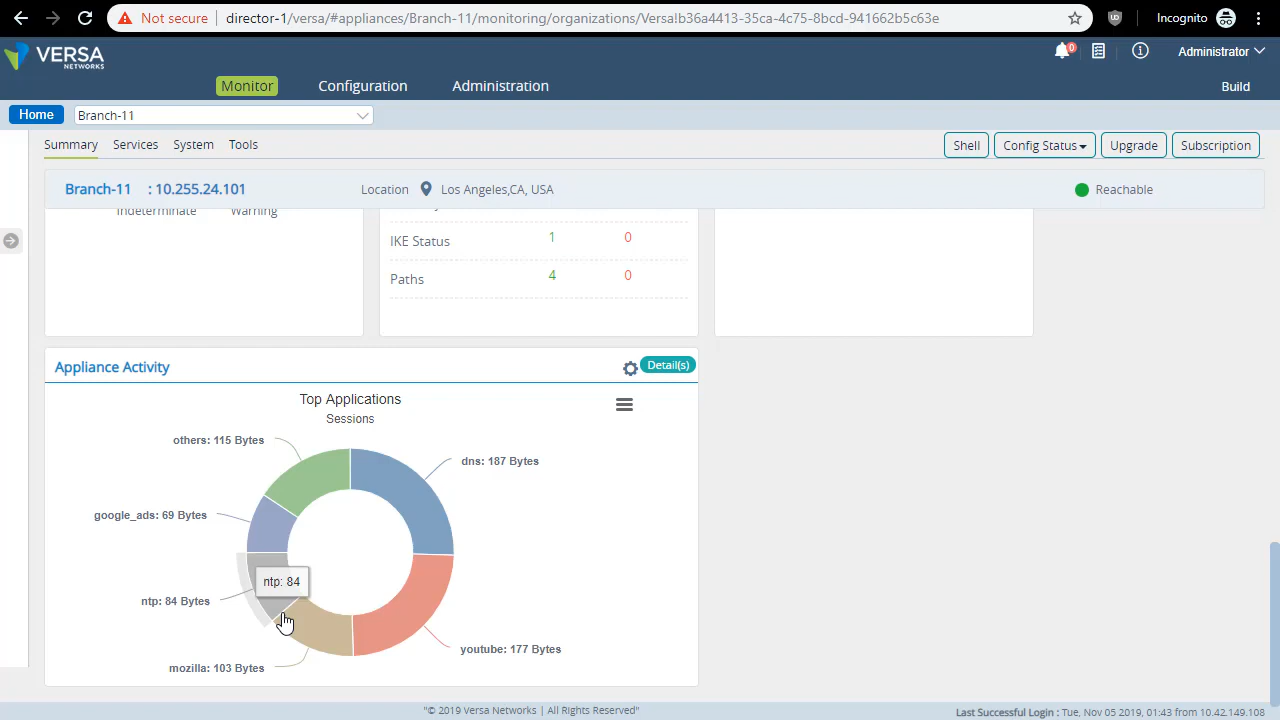 Not secure director-1/versa/#appliances/Branch-11/monitoring/organizations/Versa!b36a4413-35ca-4c75-8bcd-941662b5c63e Incognito
VERSA
NETWORKS
0 Administrator
Monitor Configuration Administration Build
Home Branch-11
Summary Services System Tools Shell Config Status Upgrade Subscription
Branch-11 : 10.255.24.101 Location Los Angeles,CA, USA Reachable
Indeterminate Warning
IKE Status 1 0
Paths 4 0
Appliance Activity Detail(s)
Top Applications
Sessions
others: 115 Bytes
dns: 187 Bytes
google_ads: 69 Bytes
ntp: 84
ntp: 84 Bytes
youtube: 177 Bytes
mozilla: 103 Bytes
"© 2019 Versa Networks | All Rights Reserved"
Last Successful Login : Tue, Nov 05 2019, 01:43 from 10.42.149.108